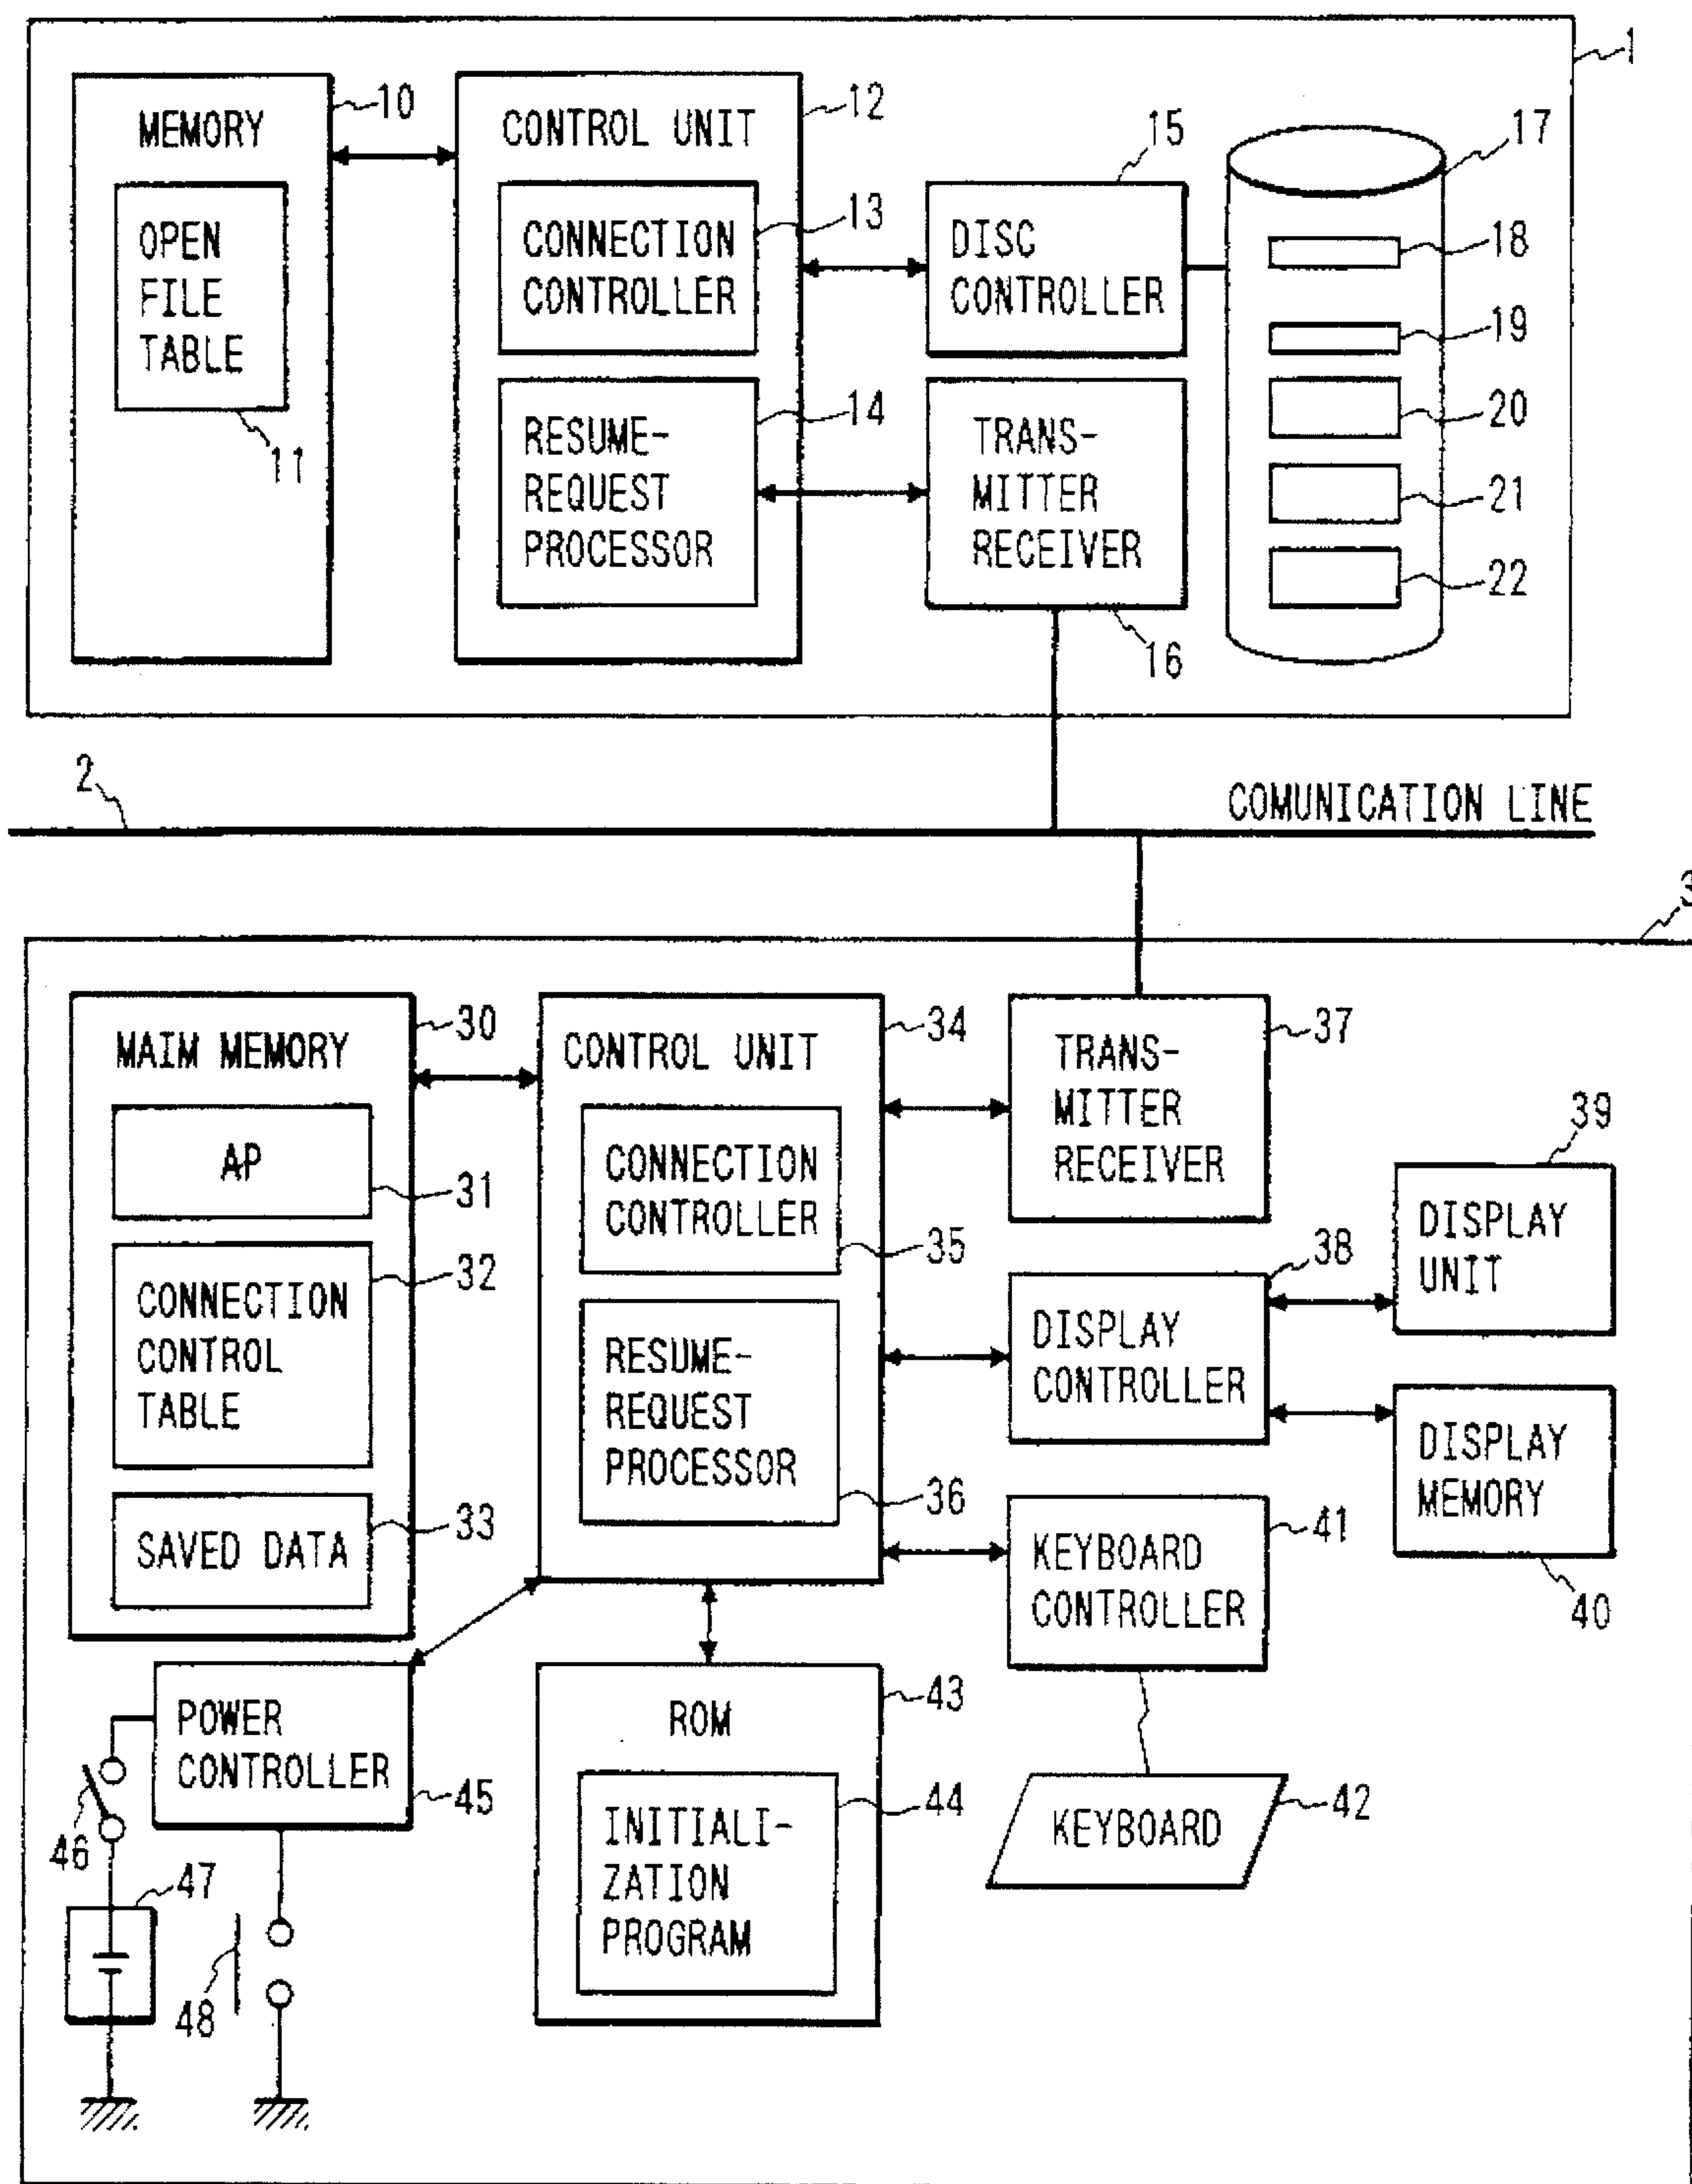 1
MEMORY
10
OPEN
FILE
TABLE
11
CONTROL UNIT
12
CONNECTION
CONTROLLER
13
RESUME-
REQUEST
PROCESSOR
14
DISC
CONTROLLER
15
TRANS-
MITTER
RECEIVER
16
17
18
19
20
21
22
2
COMUNICATION LINE
3
MAIM MEMORY
30
AP
31
CONNECTION
CONTROL
TABLE
32
SAVED DATA
33
CONTROL UNIT
34
CONNECTION
CONTROLLER
35
RESUME-
REQUEST
PROCESSOR
36
TRANS-
MITTER
RECEIVER
37
DISPLAY
CONTROLLER
38
DISPLAY
UNIT
39
DISPLAY
MEMORY
40
KEYBOARD
CONTROLLER
41
KEYBOARD
42
ROM
43
INITIALI-
ZATION
PROGRAM
44
POWER
CONTROLLER
45
46
47
48